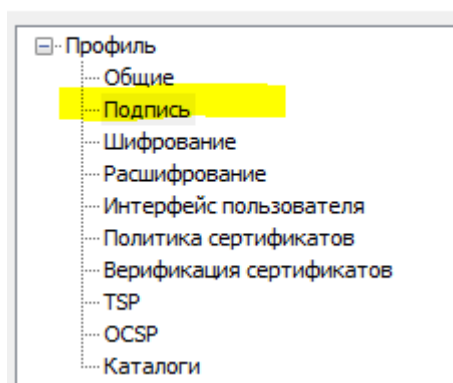 Профиль
Общие
Подпись
Шифрование
Расшифрование
Интерфейс пользователя
Политика сертификатов
Верификация сертификатов
TSP
OCSP
Каталоги